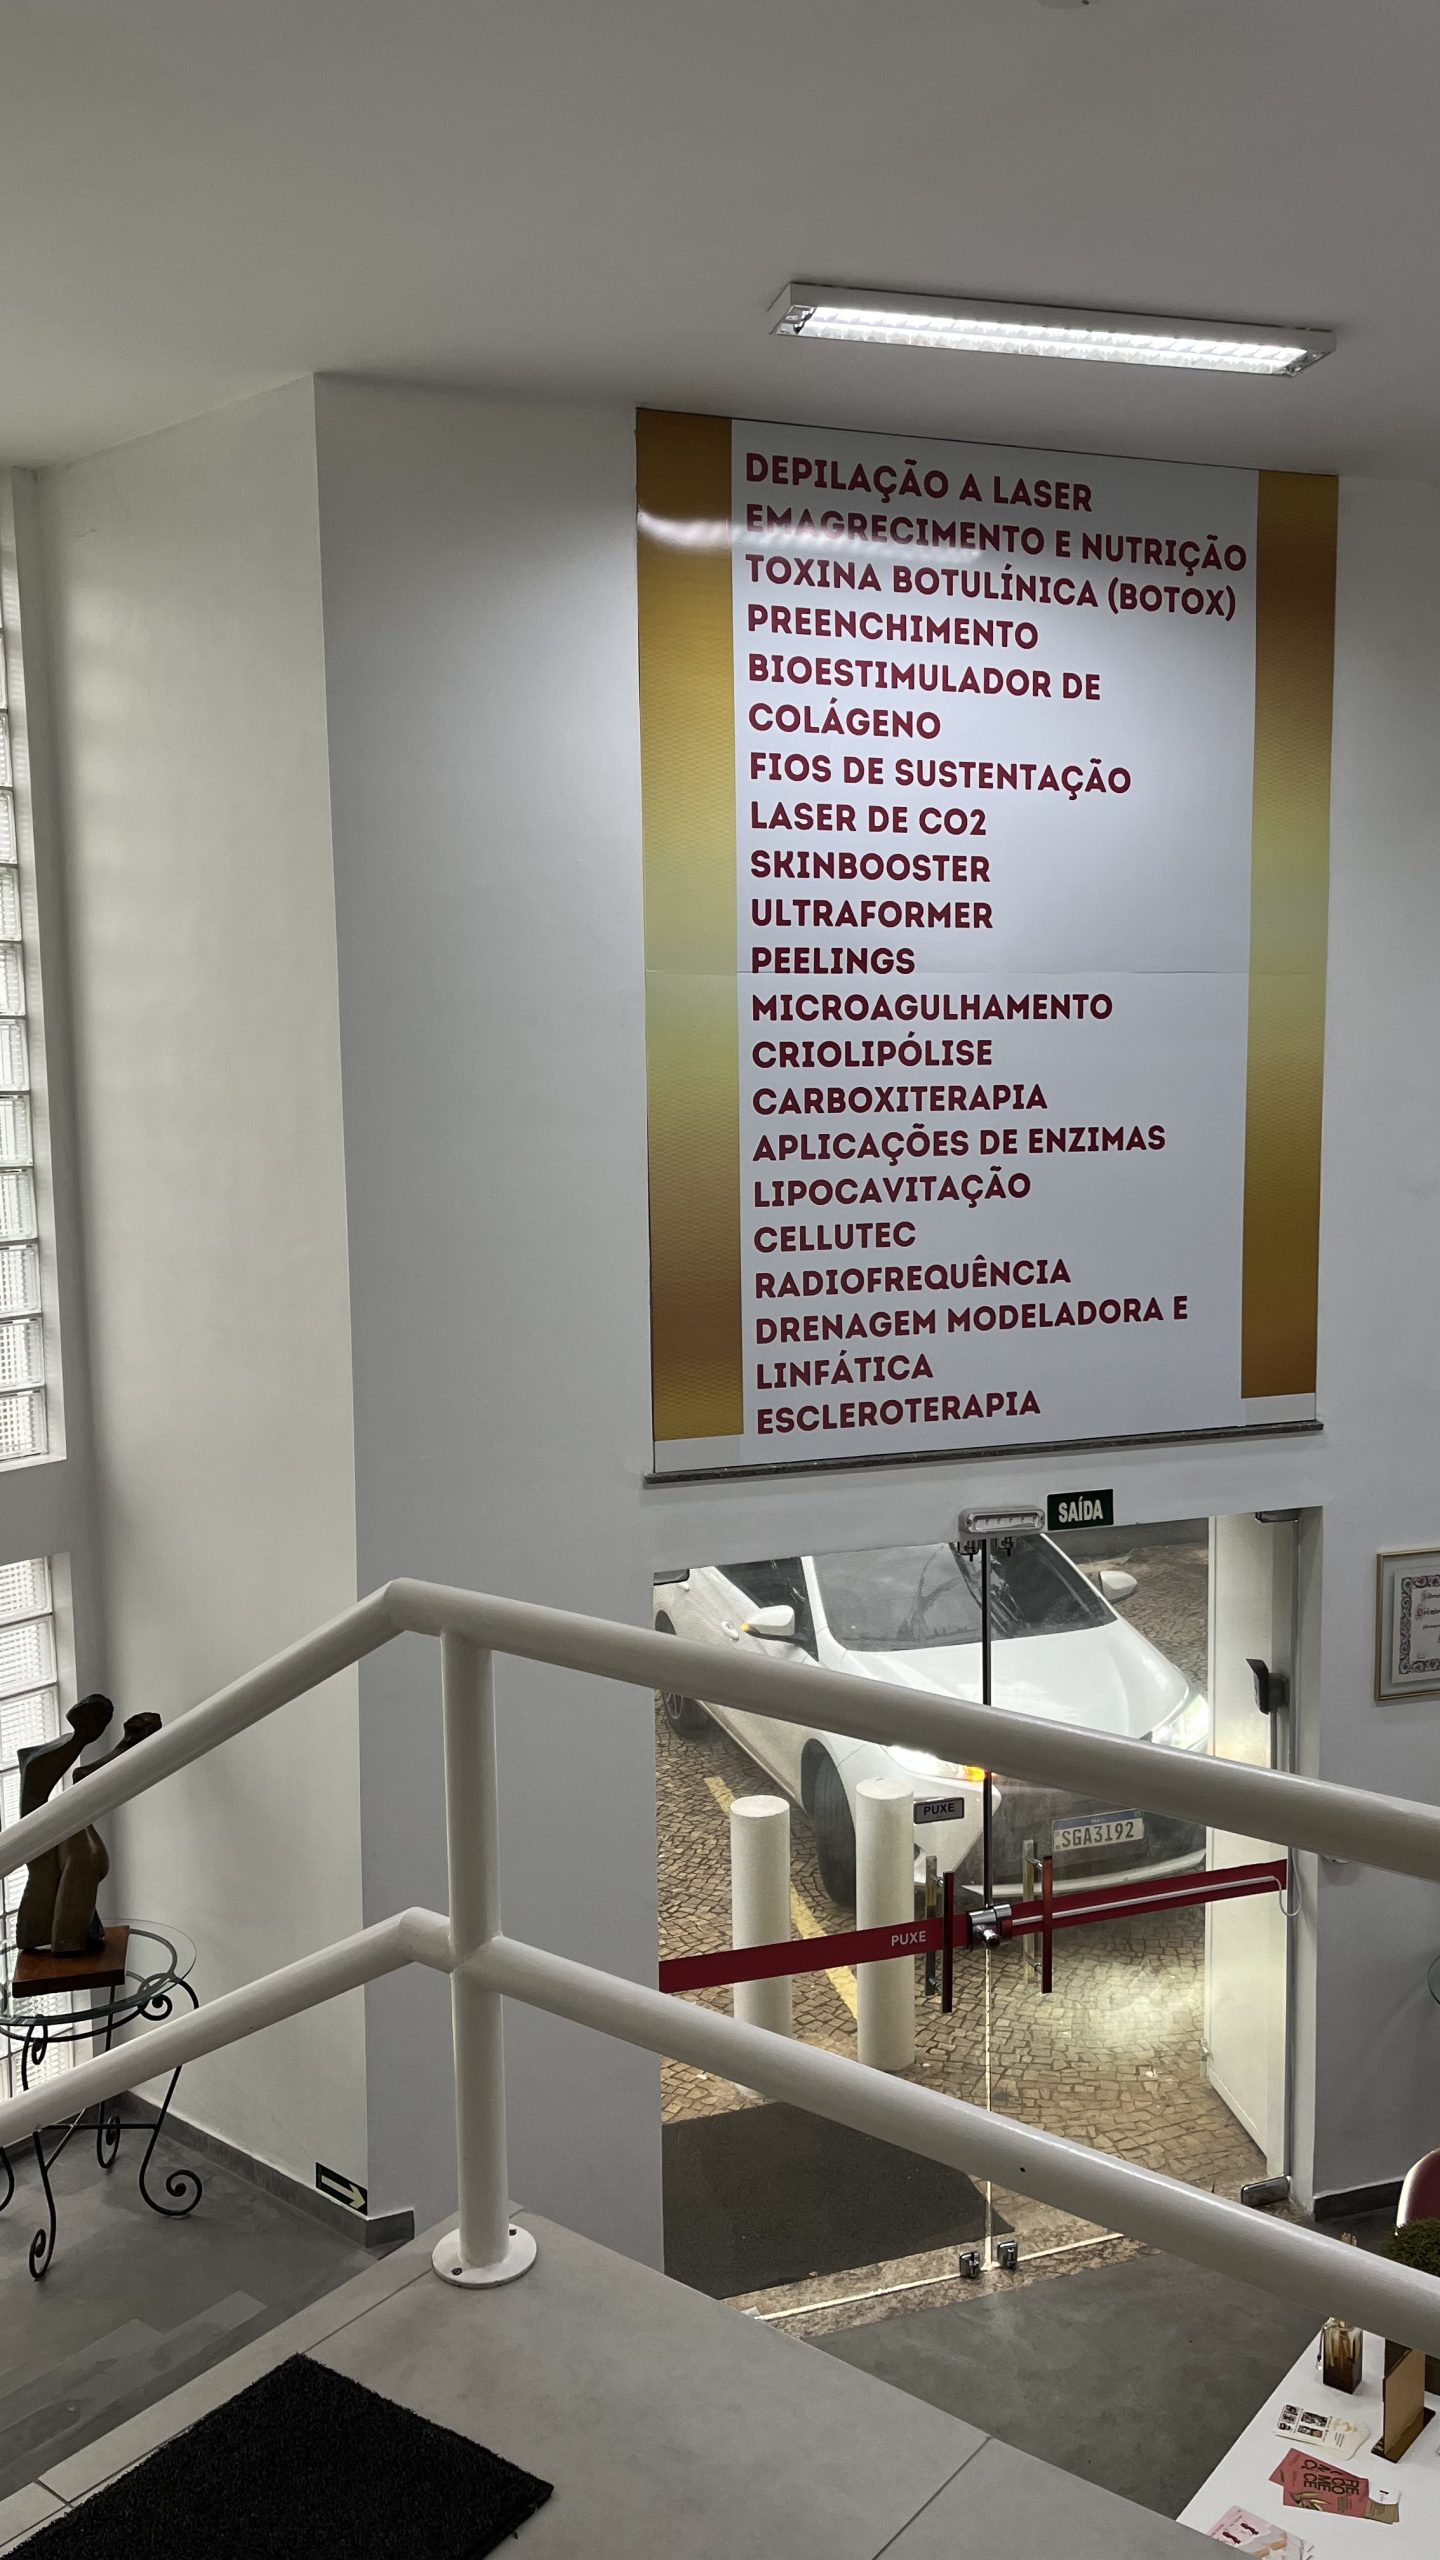 DEPILAÇÃO A LASER
EMAGRECIMENTO E NUTRIÇÃO
TOXINA BOTULÍNICA (BOTOX)
PREENCHIMENTO
BIOESTIMULADOR DE
COLÁGENO
FIOS DE SUSTENTAÇÃO
LASER DE CO2
SKINBOOSTER
ULTRAFORMER
PEELINGS
MICROAGULHAMENTO
CRIOLIPÓLISE
CARBOXITERAPIA
APLICAÇÕES DE ENZIMAS
LIPOCAVITAÇÃO
CELLUTEC
RADIOFREQUÊNCIA
DRENAGEM MODELADORA E
LINFÁTICA
ESCLEROTERAPIA
SAÍDA
PUXE
SGA3I92
PUXE